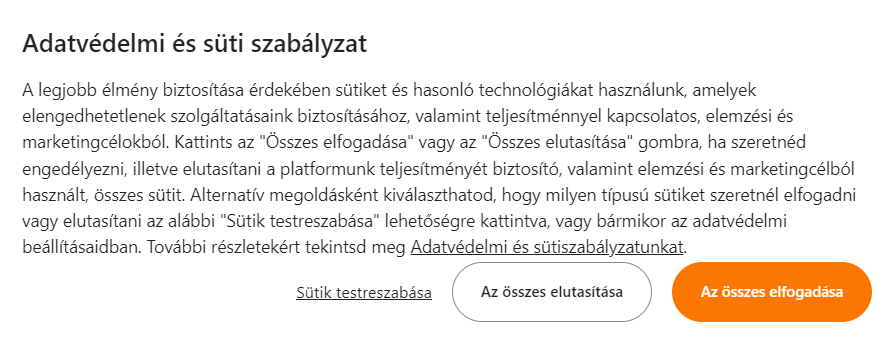 Adatvédelmi és süti szabályzat
A legjobb élmény biztosítása érdekében sütiket és hasonló technológiákat használunk, amelyek
elengedhetetlenek szolgáltatásaink biztosításához, valamint teljesítménnyel kapcsolatos, elemzési és
marketingcélokból. Kattints az "Összes elfogadása" vagy az "Összes elutasítása" gombra, ha szeretnéd
engedélyezni, illetve elutasítani a platformunk teljesítményét biztosító, valamint elemzési és marketingcélból
használt, összes sütit. Alternatív megoldásként kiválaszthatod, hogy milyen típusú sütiket szeretnél elfogadni
vagy elutasítani az alábbi "Sütik testreszabása" lehetőségre kattintva, vagy bármikor az adatvédelmi
beállításaidban. További részletekért tekintsd meg Adatvédelmi és sütiszabályzatunkat.
Sütik testreszabása
Az összes elutasítása
Az összes elfogadása